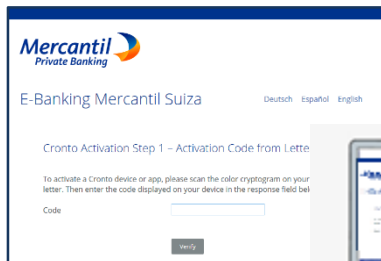 Mercantil
Private Banking
E-Banking Mercantil Suiza
Deutsch Español English
Cronto Activation Step 1 – Activation Code from Lette
To activate a Cronto device or app, please scan the color cryptogram on your
letter. Then enter the code displayed on your device in the response field bel
Code
Verify